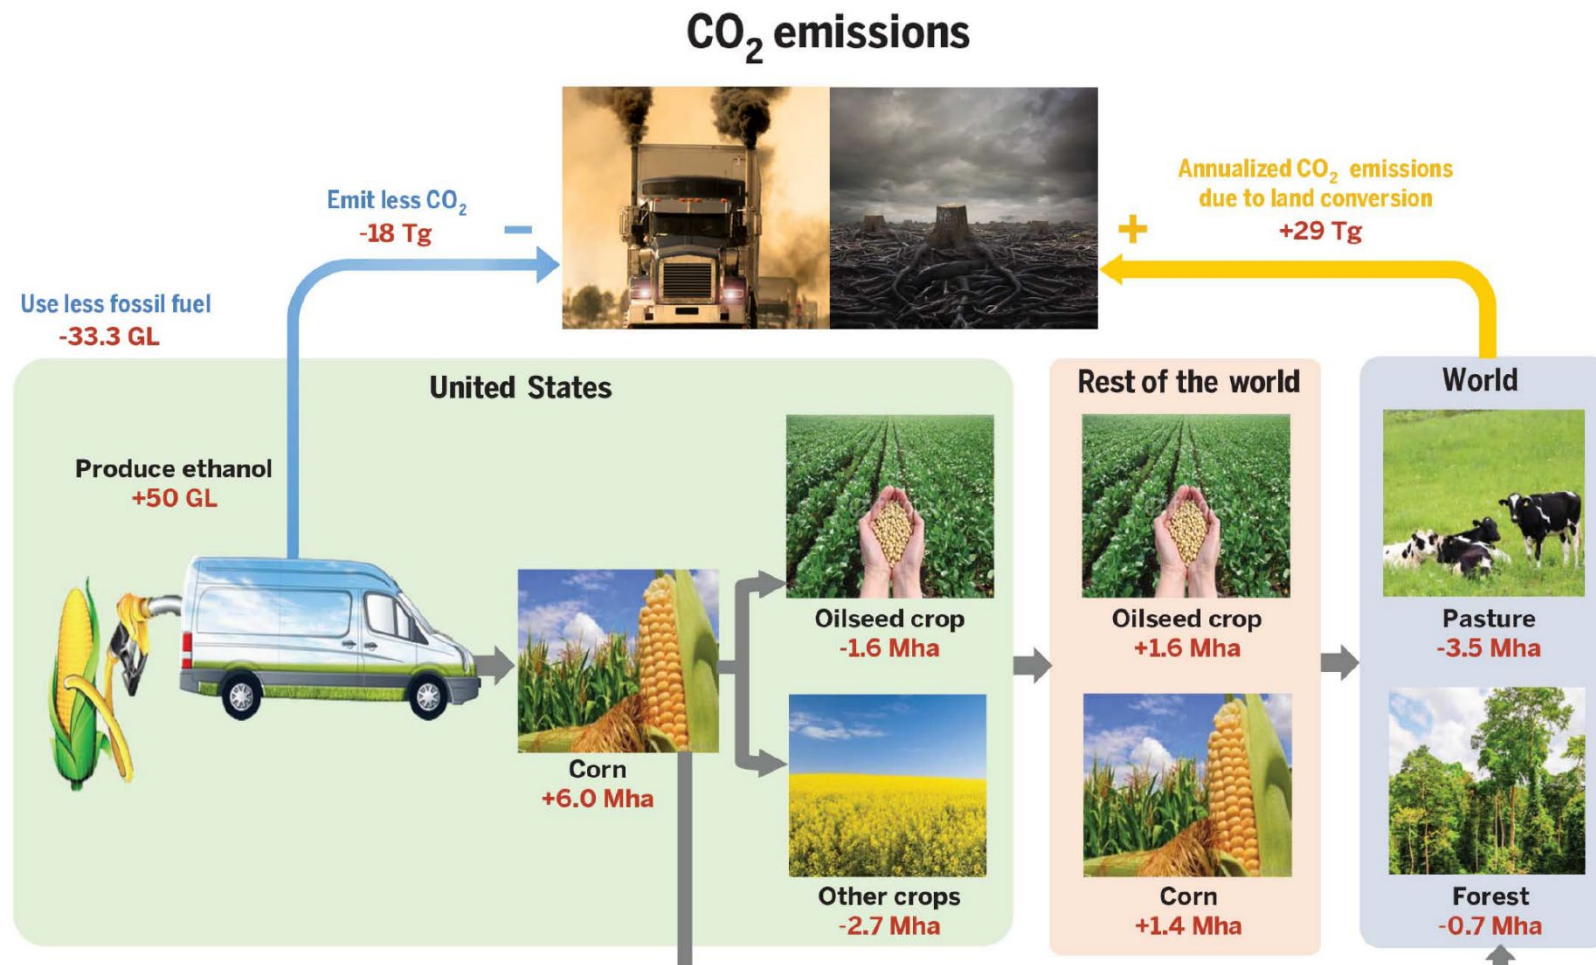 CO₂ emissions
Emit less CO₂
-18 Tg
−
Annualized CO₂ emissions
due to land conversion
+29 Tg
+
Use less fossil fuel
-33.3 GL
United States
Produce ethanol
+50 GL
Corn
+6.0 Mha
Oilseed crop
-1.6 Mha
Other crops
-2.7 Mha
Rest of the world
Oilseed crop
+1.6 Mha
Corn
+1.4 Mha
World
Pasture
-3.5 Mha
Forest
-0.7 Mha